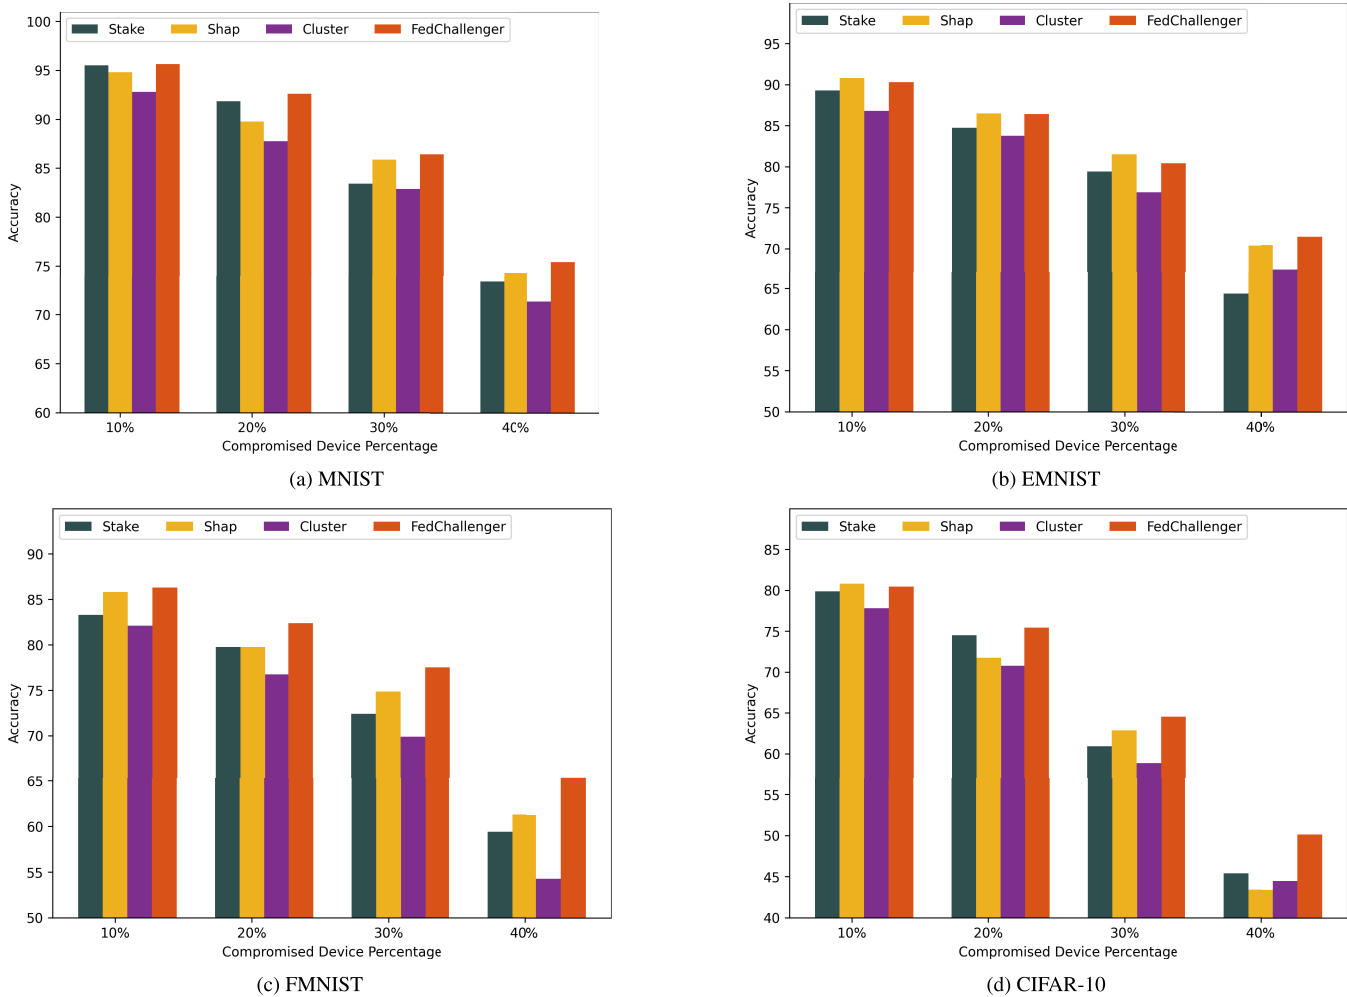 Stake Shap Cluster FedChallenger
100
95
90
85
80
75
70
65
60
Accuracy
10% 20% 30% 40%
Compromised Device Percentage
(a) MNIST
Stake Shap Cluster FedChallenger
95
90
85
80
75
70
65
60
55
50
Accuracy
10% 20% 30% 40%
Compromised Device Percentage
(b) EMNIST
Stake Shap Cluster FedChallenger
90
85
80
75
70
65
60
55
50
Accuracy
10% 20% 30% 40%
Compromised Device Percentage
(c) FMNIST
Stake Shap Cluster FedChallenger
85
80
75
70
65
60
55
50
45
40
Accuracy
10% 20% 30% 40%
Compromised Device Percentage
(d) CIFAR-10